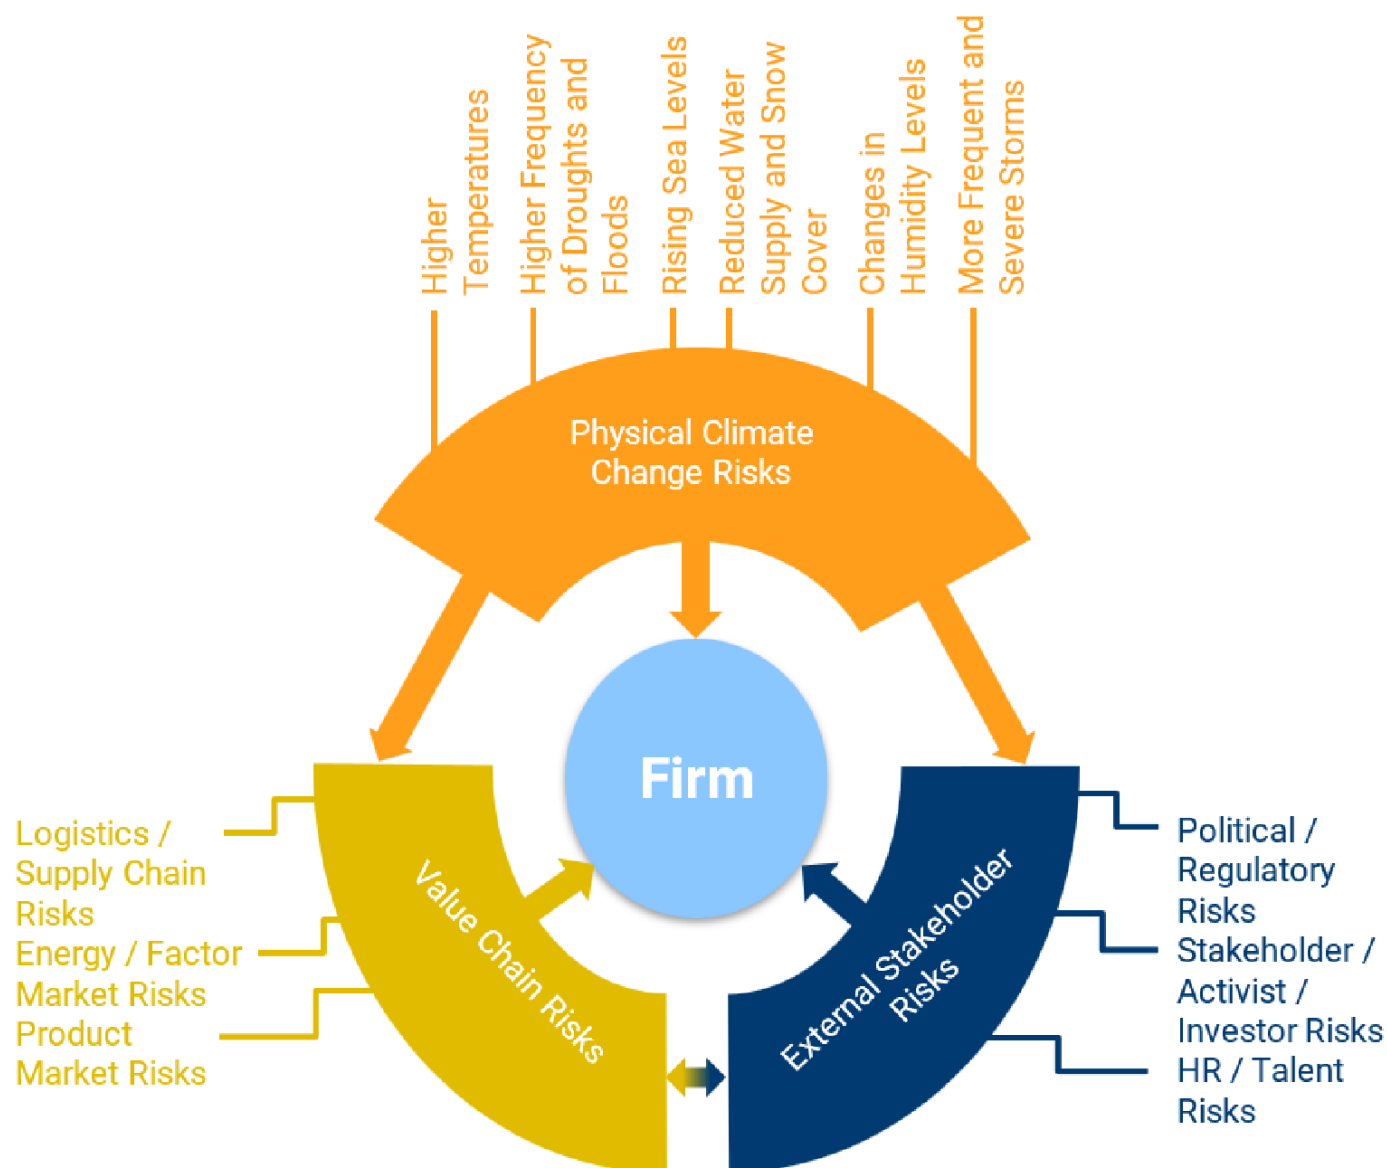 Higher
Temperatures
Higher Frequency
of Droughts and
Floods
Rising Sea Levels
Reduced Water
Supply and Snow
Cover
Changes in
Humidity Levels
More Frequent and
Severe Storms
Physical Climate
Change Risks
Firm
Value Chain Risks
External Stakeholder
Risks
Logistics /
Supply Chain
Risks
Energy / Factor
Market Risks
Product
Market Risks
Political /
Regulatory
Risks
Stakeholder /
Activist /
Investor Risks
HR / Talent
Risks